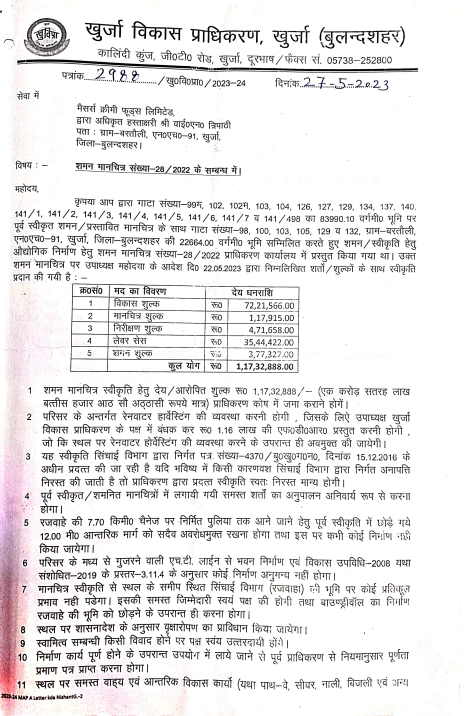 खुर्जा विकास प्राधिकरण, खुर्जा (बुलन्दशहर)
कालिंदी कुंज, जी0टी0 रोड, खुर्जा, दूरभाष/फैक्स सं. 05738-252800
पत्रांक 2988 /खु0वि0प्रा0/2023-24 दिनांक 27-5-2023
सेवा में
मैसर्स क्रीमी फूड्स लिमिटेड,
द्वारा अधिकृत हस्ताक्षरी श्री वाई0एन0 त्रिपाठी
पता : ग्राम-बरतौली, एन0एच0-91, खुर्जा,
जिला-बुलन्दशहर।
विषय : - शमन मानचित्र संख्या-28/2022 के सम्बन्ध में।
महोदय,
कृपया आप द्वारा गाटा संख्या-99म, 102, 102म, 103, 104, 126, 127, 129, 134, 137, 140,
141/1, 141/2, 141/3, 141/4, 141/5, 141/6, 141/7 व 141/498 का 83990.10 वर्गमी0 भूमि पर
पूर्व स्वीकृत शमन/प्रस्तावित मानचित्र के साथ गाटा संख्या-98, 100, 103, 105, 129 व 132, ग्राम-बरतौली,
एन0एच0-91, खुर्जा, जिला-बुलन्दशहर की 22664.00 वर्गमी0 भूमि सम्मिलित करते हुए शमन/स्वीकृति हेतु
औद्योगिक निर्माण हेतु शमन मानचित्र संख्या-28/2022 प्राधिकरण कार्यालय में प्रस्तुत किया गया था। उक्त
शमन मानचित्र पर उपाध्यक्ष महोदया के आदेश दि0 22.05.2023 द्वारा निम्नलिखित शर्तो/शुल्कों के साथ स्वीकृति
प्रदान की गयी है : -
क्र0सं0 मद का विवरण देय धनराशि
1 विकास शुल्क रू0 72,21,566.00
2 मानचित्र शुल्क रू0 1,17,915.00
3 निरीक्षण शुल्क रू0 4,71,658.00
4 लेबर सेस रू0 35,44,422.00
5 शमन शुल्क रू0 3,77,327.00
कुल योग रू0 1,17,32,888.00
1 शमन मानचित्र स्वीकृति हेतु देय/आरोपित शुल्क रू0 1,17,32,888/- (एक करोड़ सतरह लाख
बत्तीस हजार आठ सौ अठ्ठासी रूपये मात्र) प्राधिकरण कोष में जमा कराने होगें।
2 परिसर के अन्तर्गत रेनवाटर हार्वेस्टिंग की व्यवस्था करनी होगी , जिसके लिए उपाध्यक्ष खुर्जा
विकास प्राधिकरण के पक्ष में बंधक कर रू0 1.16 लाख की एफ0डी0आर0 प्रस्तुत करनी होगी ,
जो कि स्थल पर रेनवाटर होर्वेस्टिंग की व्यवस्था करने के उपरान्त ही अवमुक्त की जायेगी।
3 यह स्वीकृति सिंचाई विभाग द्वारा निर्गत पत्र संख्या-4370/बु0खु0ग0न0, दिनांक 15.12.2016 के
अधीन प्रदत्त की जा रही है यदि भविष्य में किसी कारणवश सिंचाई विभाग द्वारा निर्गत अनापत्ति
निरस्त की जाती है तो प्राधिकरण द्वारा प्रदत्त स्वीकृति स्वतः निरस्त मान्य होगी।
4 पूर्व स्वीकृत/शमनित मानचित्रों में लगायी गयी समस्त शर्तो का अनुपालन अनिवार्य रूप से करना
होगा।
5 रजवाहे की 7.70 किमी0 चैनेज पर निर्मित पुलिया तक आने जाने हेतु पूर्व स्वीकृति में छोड़े गये
12.00 मी0 आन्तरिक मार्ग को सदैव अवरोधमुक्त रखना होगा तथा इस पर कभी कोई निर्माण नही
किया जायेगा।
6 परिसर के मध्य से गुजरने वाली एच.टी. लाईन से भवन निर्माण एवं विकास उपविधि-2008 यथा
संशोधित-2019 के प्रस्तर-3.11.4 के अनुसार कोई निर्माण अनुमन्य नहीं होगा।
7 मानचित्र स्वीकृति से स्थल के समीप स्थित सिंचाई विभाग (रजवाहा) की भूमि पर कोई प्रतिकूल
प्रभाव नही पडेगा। इसकी समस्त जिम्मेदारी स्वयं पक्ष की होगी तथा बाउण्ड्रीवॉल का निर्माण
रजवाहे की भूमि को छोड़ने के उपरान्त ही करना होगा।
8 स्थल पर शासनादेश के अनुसार वृक्षारोपण का प्राविधान किया जायेगा।
9 स्वामित्व सम्बन्धी किसी विवाद होने पर पक्ष स्वंय उत्तरदायी होंगे।
10 निर्माण कार्य पूर्ण होने के उपरान्त उपयोग में लाये जाने से पूर्व प्राधिकरण से नियमानुसार पूर्णता
प्रमाण पत्र प्राप्त करना होगा।
11 स्थल पर समस्त वाहय एवं आन्तरिक विकास कार्यो (यथा पाथ-वे, सीवर, नाली, बिजली एवं अन्य
2023-24 MAP A Letter kda NishantG.-2